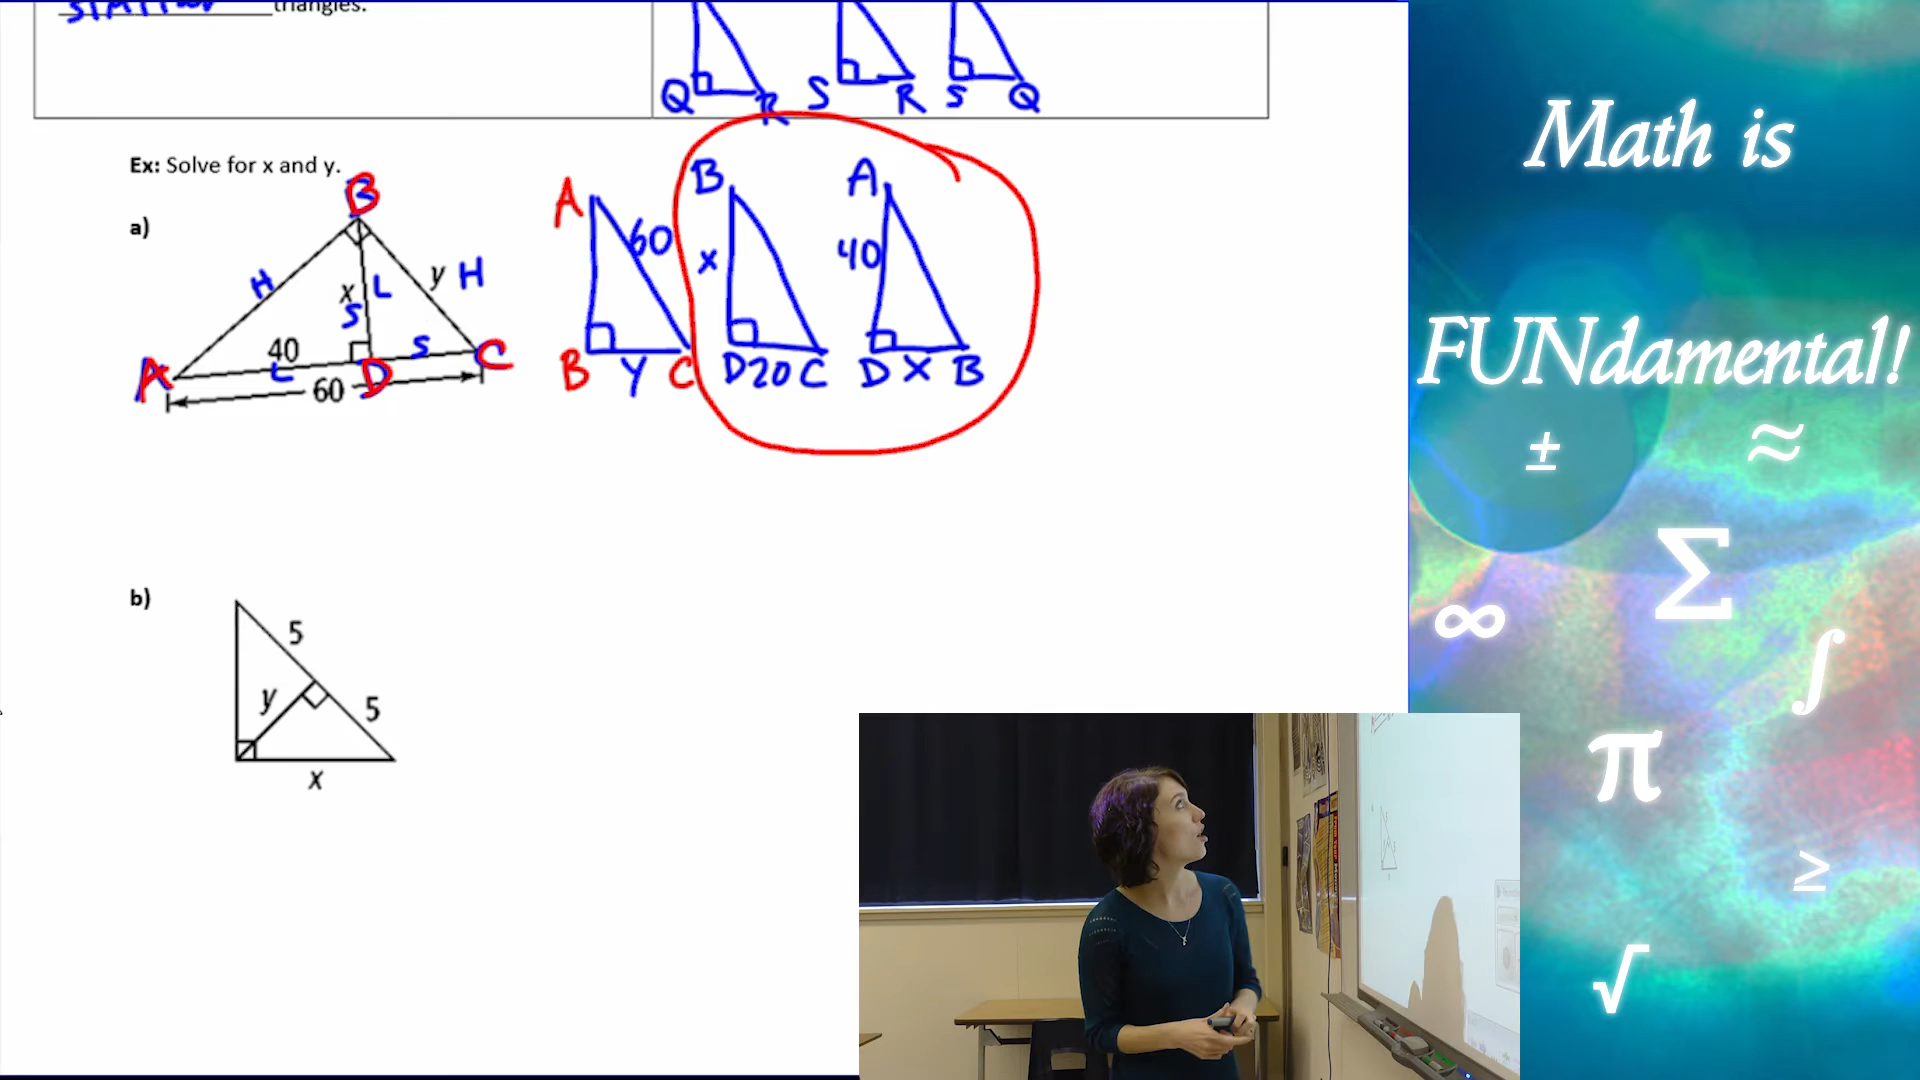 triangles.
Q R S R S Q
Ex: Solve for x and y.
a)
B
H
x L
S
y H
40
L
S
A D C
60
A
60
B Y C
B
x
D 20 C
A
40
D X B
b)
5
y
5
x
Math is
FUNdamental!
± ≈
Σ
∞
∫
π
≥
√